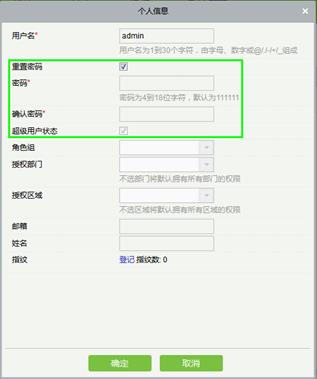 个人信息
用户名* admin
用户名为1到30个字符，由字母、数字或@/./-/+/_组成
重置密码
密码*
密码为4到18位字符，默认为111111
确认密码*
超级用户状态
角色组
授权部门
不选部门将默认拥有所有部门的权限
授权区域
不选区域将默认拥有所有区域的权限
邮箱
姓名
指纹 登记 指纹数: 0
确定 取消